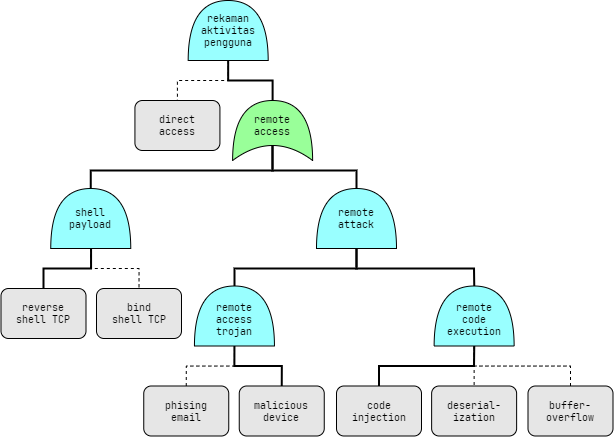 rekaman
aktivitas
pengguna
direct
access
remote
access
shell
payload
remote
attack
reverse
shell TCP
bind
shell TCP
remote
access
trojan
remote
code
execution
phising
email
malicious
device
code
injection
deserial-
ization
buffer-
overflow